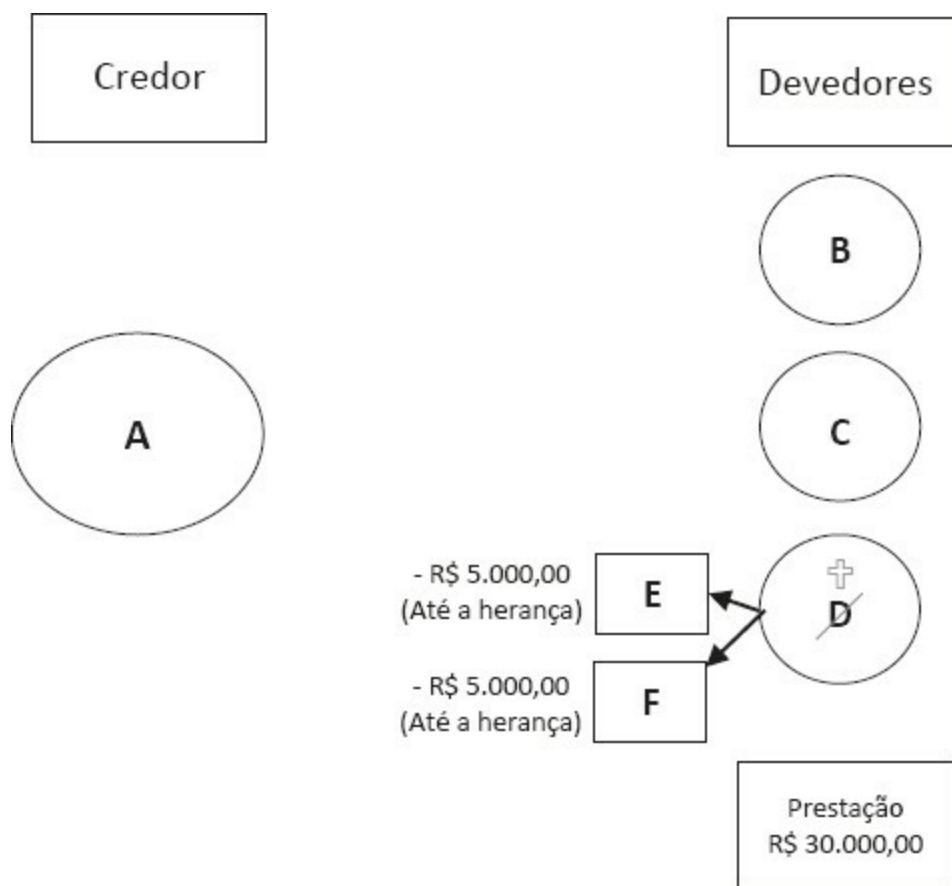 Credor
Devedores
B
A
C
- R$ 5.000,00
(Até a herança)
E
D
- R$ 5.000,00
(Até a herança)
F
Prestação
R$ 30.000,00